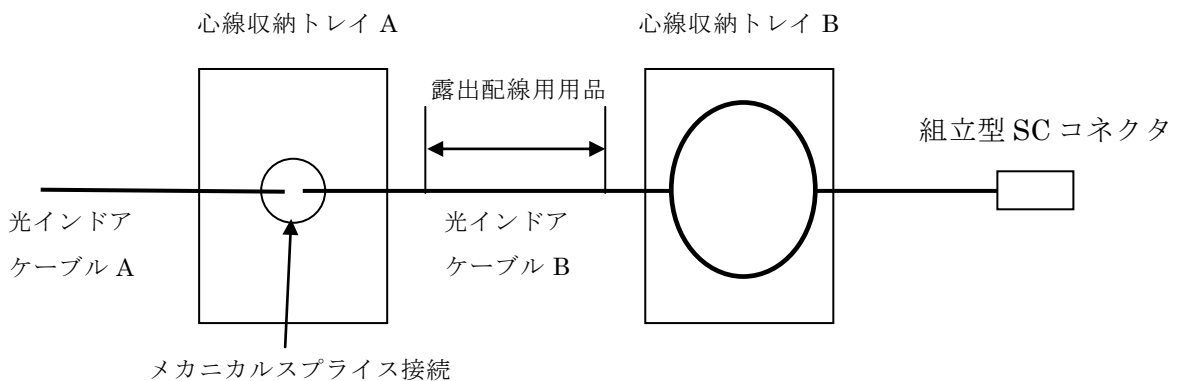 心線収納トレイ A
心線収納トレイ B
露出配線用用品
組立型 SC コネクタ
光インドア
ケーブル A
光インドア
ケーブル B
メカニカルスプライス接続